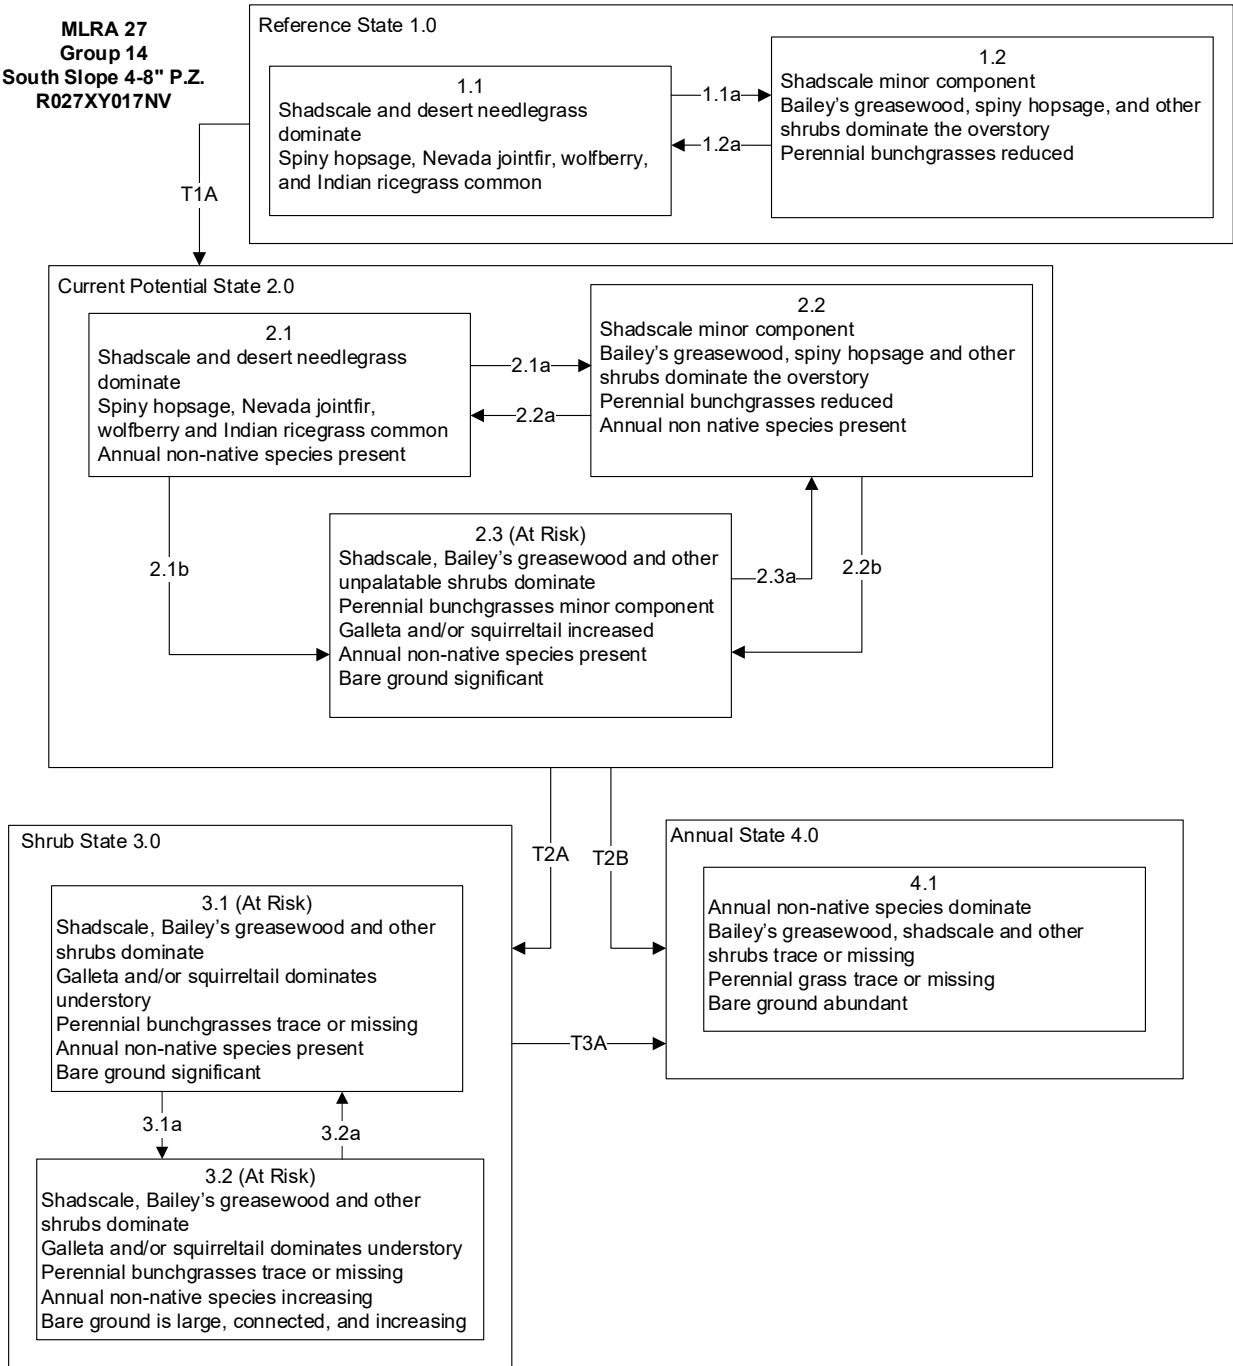 MLRA 27
Group 14
South Slope 4-8" P.Z.
R027XY017NV
Reference State 1.0
1.1
Shadscale and desert needlegrass
dominate
Spiny hopsage, Nevada jointfir, wolfberry,
and Indian ricegrass common
1.1a
1.2a
1.2
Shadscale minor component
Bailey's greasewood, spiny hopsage, and other
shrubs dominate the overstory
Perennial bunchgrasses reduced
T1A
Current Potential State 2.0
2.1
Shadscale and desert needlegrass
dominate
Spiny hopsage, Nevada jointfir,
wolfberry and Indian ricegrass common
Annual non-native species present
2.1a
2.2a
2.2
Shadscale minor component
Bailey's greasewood, spiny hopsage and other
shrubs dominate the overstory
Perennial bunchgrasses reduced
Annual non native species present
2.1b
2.3 (At Risk)
Shadscale, Bailey's greasewood and other
unpalatable shrubs dominate
Perennial bunchgrasses minor component
Galleta and/or squirreltail increased
Annual non-native species present
Bare ground significant
2.3a
2.2b
T2A
T2B
Shrub State 3.0
3.1 (At Risk)
Shadscale, Bailey's greasewood and other
shrubs dominate
Galleta and/or squirreltail dominates
understory
Perennial bunchgrasses trace or missing
Annual non-native species present
Bare ground significant
3.1a
3.2a
3.2 (At Risk)
Shadscale, Bailey's greasewood and other
shrubs dominate
Galleta and/or squirreltail dominates understory
Perennial bunchgrasses trace or missing
Annual non-native species increasing
Bare ground is large, connected, and increasing
T3A
Annual State 4.0
4.1
Annual non-native species dominate
Bailey's greasewood, shadscale and other
shrubs trace or missing
Perennial grass trace or missing
Bare ground abundant